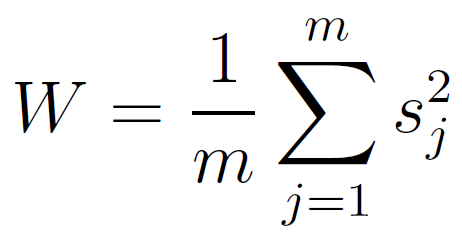 W = \frac{1}{m} \sum_{j=1}^{m} s_j^2